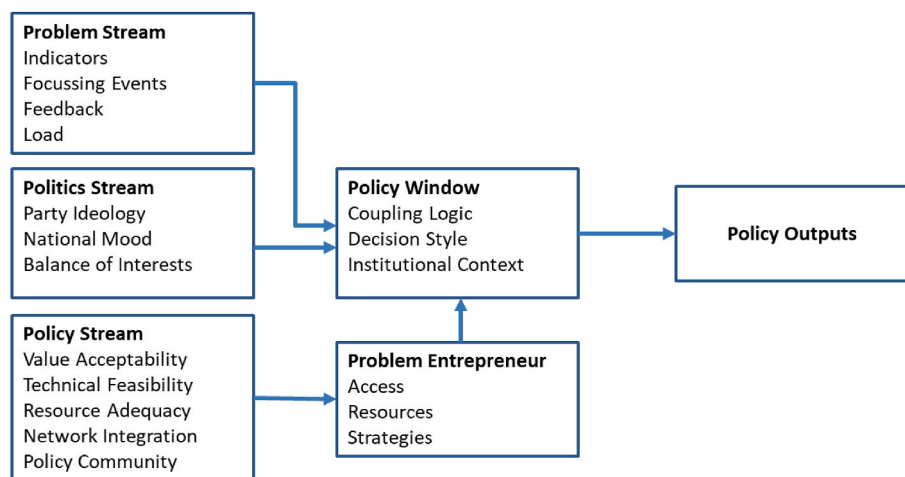 Problem Stream
Indicators
Focussing Events
Feedback
Load
Politics Stream
Party Ideology
National Mood
Balance of Interests
Policy Stream
Value Acceptability
Technical Feasibility
Resource Adequacy
Network Integration
Policy Community
Policy Window
Coupling Logic
Decision Style
Institutional Context
Problem Entrepreneur
Access
Resources
Strategies
Policy Outputs